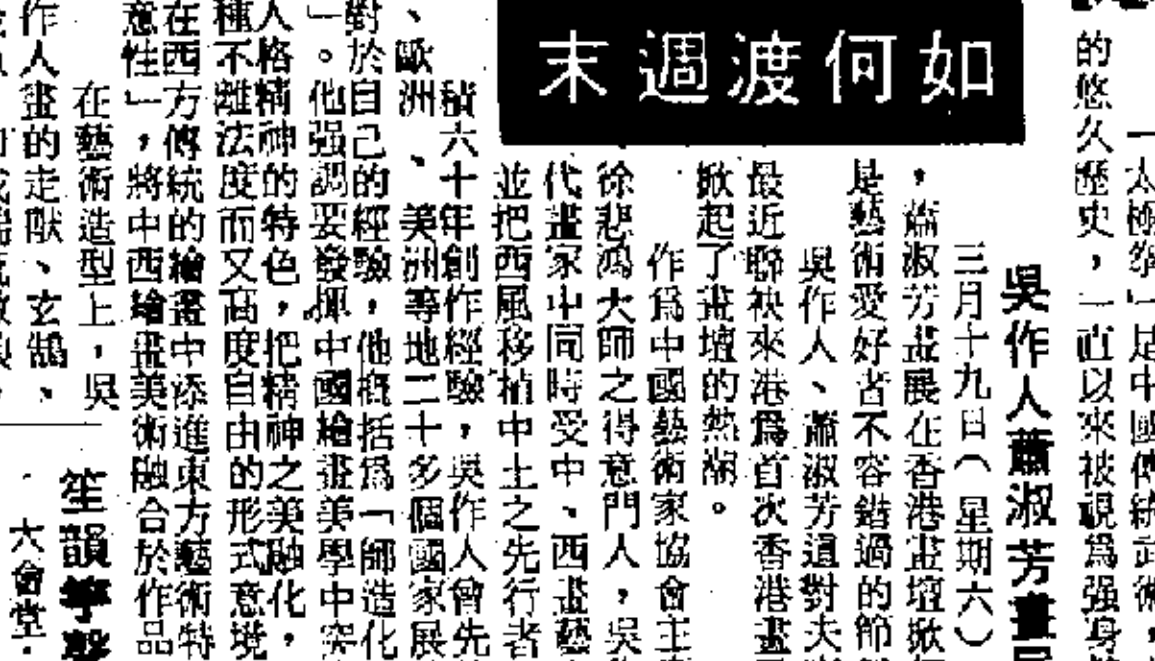 如何渡週末
的悠久歷史，一直以來被視爲强身
「太極拳」是中國傳統武術，
吳作人蕭淑芳畫展
三月十九日（星期六）
，蕭淑芳畫展在香港畫壇掀
是藝術愛好者不容錯過的節
吳作人、蕭淑芳這對夫
最近聯袂來港爲首次香港畫
掀起了畫壇的熱潮。
作爲中國藝術家協會主
徐悲鴻大師之得意門人，吳
代畫家中同時受中、西畫藝
並把西風移植中土之先行者
積六十年創作經驗，吳作人曾先
、歐洲、美洲等地二十多個國家展
對於自己的經驗，他概括爲「師造化
」。他强調要發揮中國繪畫美學中突
人格精神的特色，把精神之美融化，
種不離法度而又高度自由的形式意境
在西方傳統的繪畫中添進東方藝術特
意性」，將中西繪畫美術融合於作品
在藝術造型上，吳
作人畫的走獸、玄鵠、
笙韻箏聲
大會堂